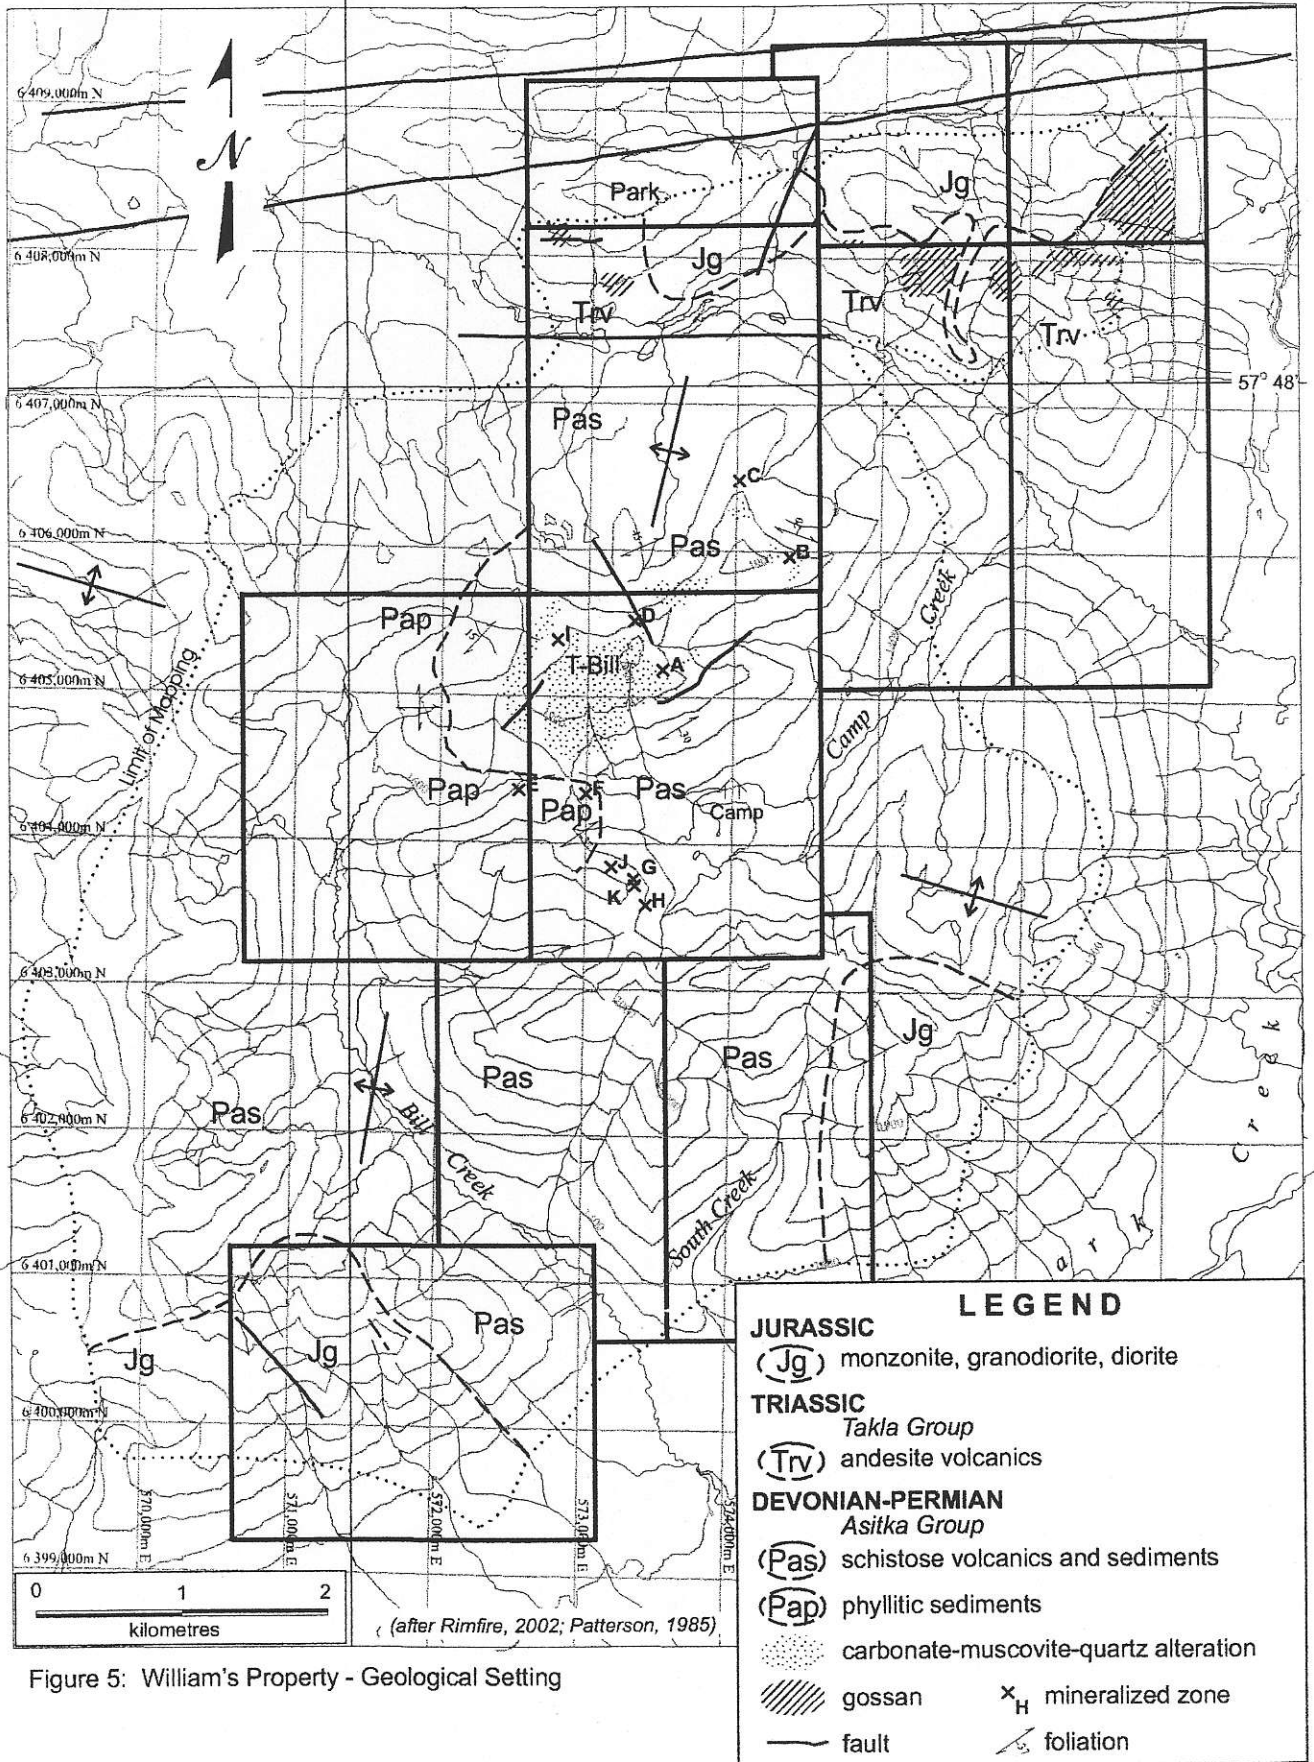 6 409,000m N
N
Park
Jg
6 408,000m N
Jg
Trv
Trv
Trv
57° 48'
6 407,000m N
Pas
C
6 406,000m N
Pas
B
Pap
D
I
15
T-Bill
A
Creek
6 405,000m N
Limit of Mapping
30
Camp
Pap
E
F
Pas
Pap
Camp
6 404,000m N
J
G
K
H
6 403,000m N
Jg
Pas
Pas
Creek
Pas
6 402,000m N
Bill
Creek
South Creek
ark
6 401,000m N
Pas
Jg
Jg
6 400,000m N
570,000m E
571,000m E
572,000m E
573,000m E
574,000m E
6 399,000m N
0 1 2
kilometres
(after Rimfire, 2002; Patterson, 1985)
LEGEND
JURASSIC
Jg monzonite, granodiorite, diorite
TRIASSIC
Takla Group
Trv andesite volcanics
DEVONIAN-PERMIAN
Asitka Group
Pas schistose volcanics and sediments
Pap phyllitic sediments
carbonate-muscovite-quartz alteration
gossan
H mineralized zone
fault
foliation
Figure 5: William's Property - Geological Setting